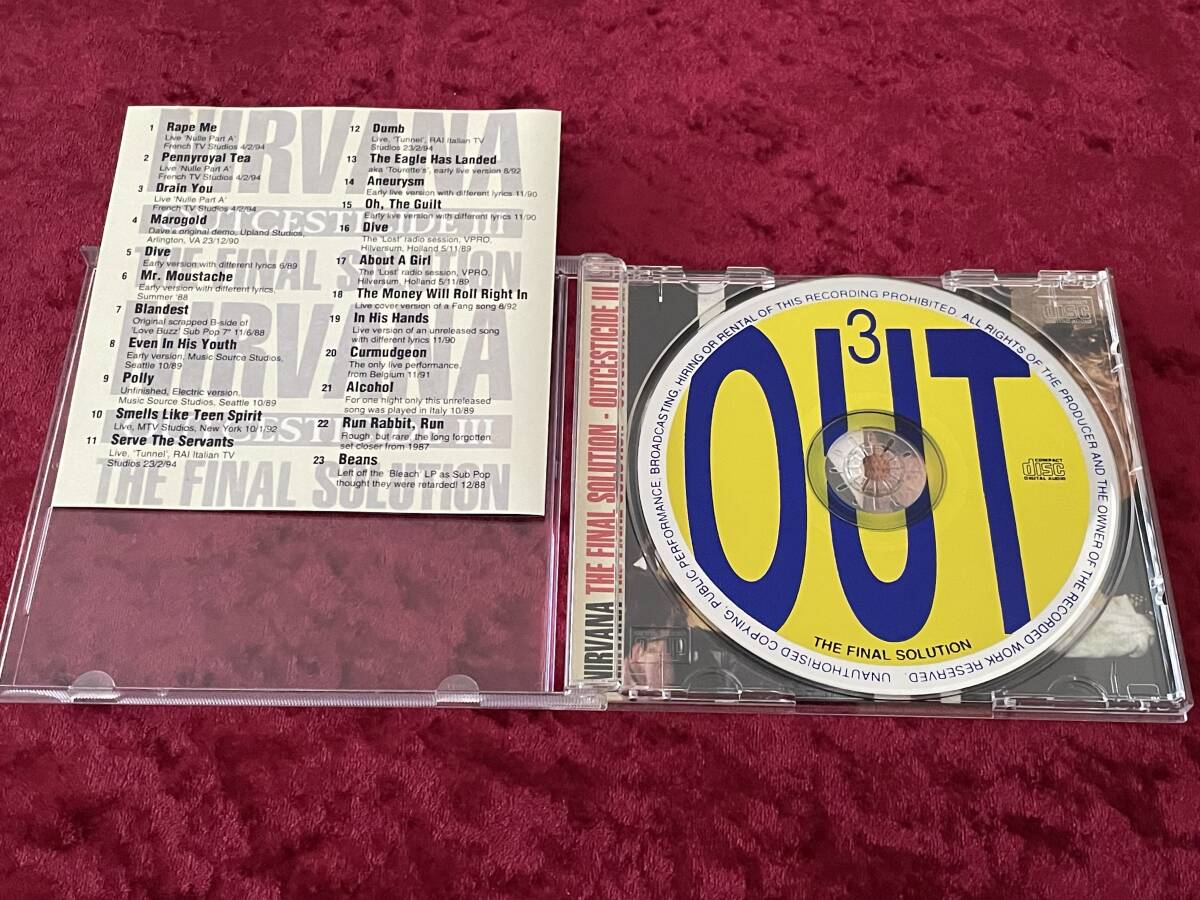 NIRVANA
OUTCESTICIDE III
THE FINAL SOLUTION
NIRVANA
OUTCESTICIDE III
THE FINAL SOLUTION
1 Rape Me
Live 'Nulle Part A'
French TV Studios 4/2/94
2 Pennyroyal Tea
Live 'Nulle Part A'
French TV Studios 4/2/94
3 Drain You
Live 'Nulle Part A'
French TV Studios 4/2/94
4 Marogold
Dave's original demo, Upland Studios,
Arlington, VA 23/12/90
5 Dive
Early version with different lyrics 6/89
6 Mr. Moustache
Early version with different lyrics,
Summer '88
7 Blandest
Original scrapped B-side of
'Love Buzz' Sub Pop 7" 11/6/88
8 Even In His Youth
Early version, Music Source Studios,
Seattle 10/89
9 Polly
Unfinished, Electric version
Music Source Studios, Seattle 10/89
10 Smells Like Teen Spirit
Live, MTV Studios, New York 10/1/92
11 Serve The Servants
Live, 'Tunnel', RAI Italian TV
Studios 23/2/94
12 Dumb
Live, 'Tunnel', RAI Italian TV
Studios 23/2/94
13 The Eagle Has Landed
aka 'Tourette's', early live version 8/92
14 Aneurysm
Early live version with different lyrics 11/90
15 Oh, The Guilt
Early live version with different lyrics 11/90
16 Dive
The 'Lost' radio session, VPRO,
Hilversum, Holland 5/11/89
17 About A Girl
The 'Lost' radio session, VPRO,
Hilversum, Holland 5/11/89
18 The Money Will Roll Right In
Live cover version of a Fang song 8/92
19 In His Hands
Live version of an unreleased song
with different lyrics 11/90
20 Curmudgeon
The only live performance,
from Belgium 11/91
21 Alcohol
For one night only this unreleased
song was played in Italy 10/89
22 Run Rabbit, Run
Rough, but rare, the long forgotten
set closer from 1987
23 Beans
Left off the 'Bleach' LP as Sub Pop
thought they were retarded! 12/88
NIRVANA THE FINAL SOLUTION - OUTCESTICIDE III
3
OUT
THE FINAL SOLUTION
COMPACT
disc
DIGITAL AUDIO
UNAUTHORISED COPYING, PUBLIC PERFORMANCE, BROADCASTING, HIRING OR RENTAL OF THIS RECORDING PROHIBITED. ALL RIGHTS OF THE PRODUCER AND THE OWNER OF THE RECORDED WORK RESERVED.